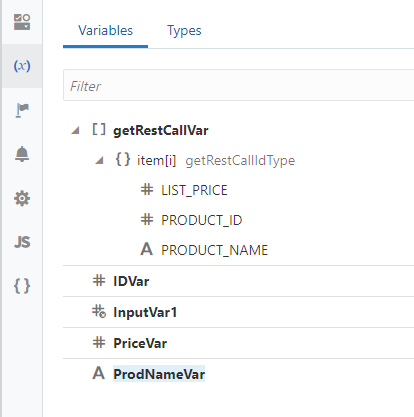 Variables Types
Filter
[ ] getRestCallVar
{ } item[i] getRestCallIdType
# LIST_PRICE
# PRODUCT_ID
A PRODUCT_NAME
# IDVar
(x)
# InputVar1
# PriceVar
JS
A ProdNameVar
{ }